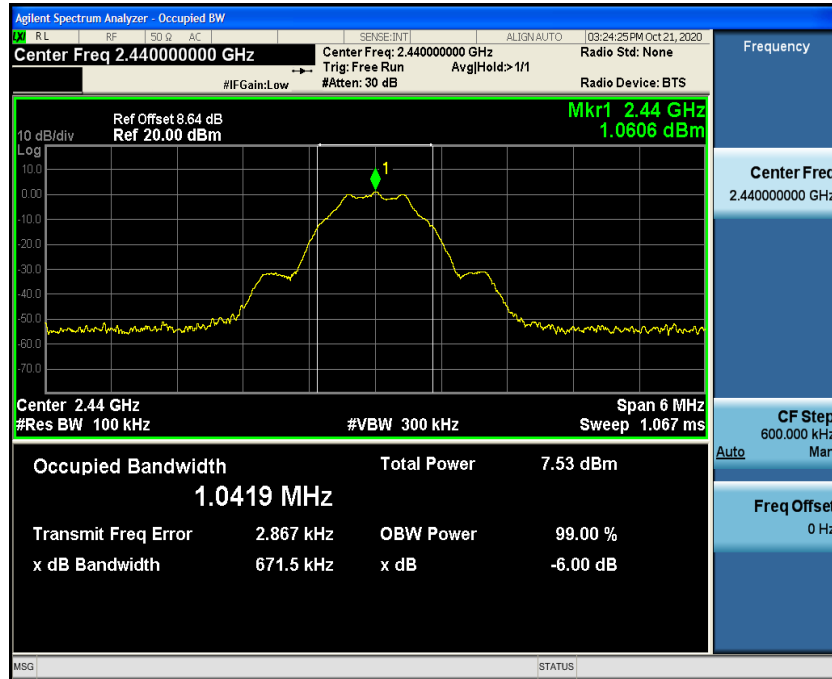 Agilent Spectrum Analyzer - Occupied BW
LXI RL RF 50 Ω AC SENSE:INT ALIGN AUTO 03:24:25 PM Oct 21, 2020
Center Freq 2.440000000 GHz
Center Freq: 2.440000000 GHz
Radio Std: None
Trig: Free Run Avg|Hold:>1/1
#IFGain:Low
#Atten: 30 dB
Radio Device: BTS
Ref Offset 8.64 dB
Mkr1 2.44 GHz
10 dB/div Ref 20.00 dBm
1.0606 dBm
Log
10.0
1
0.00
-10.0
-20.0
-30.0
-40.0
-50.0
-60.0
-70.0
Center 2.44 GHz
Span 6 MHz
#Res BW 100 kHz
#VBW 300 kHz
Sweep 1.067 ms
Occupied Bandwidth
Total Power 7.53 dBm
1.0419 MHz
Transmit Freq Error 2.867 kHz
OBW Power 99.00 %
x dB Bandwidth 671.5 kHz
x dB -6.00 dB
Frequency
Center Freq
2.440000000 GHz
CF Step
600.000 kHz
Auto Man
Freq Offset
0 Hz
MSG
STATUS